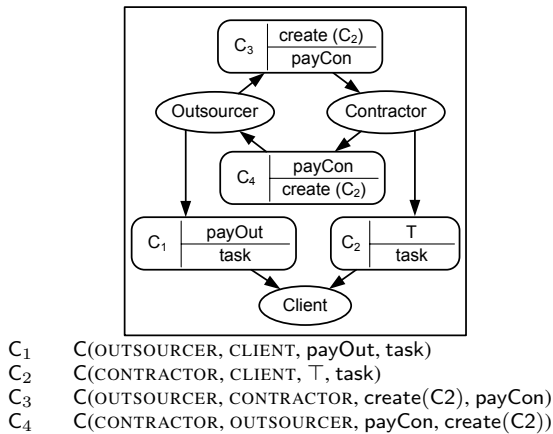 C₃ create (C₂)
payCon
Outsourcer Contractor
C₄ payCon
create (C₂)
C₁ payOut
task
C₂ T
task
Client
C₁ C(OUTSOURCER, CLIENT, payOut, task)
C₂ C(CONTRACTOR, CLIENT, ⊤, task)
C₃ C(OUTSOURCER, CONTRACTOR, create(C2), payCon)
C₄ C(CONTRACTOR, OUTSOURCER, payCon, create(C2))